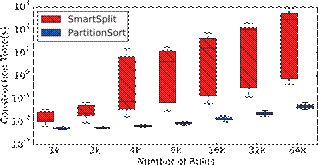 SmartSplit
PartitionSort
Construction Time(s)
1k 2k 4k 8k 16k 32k 64k
Number of Rules